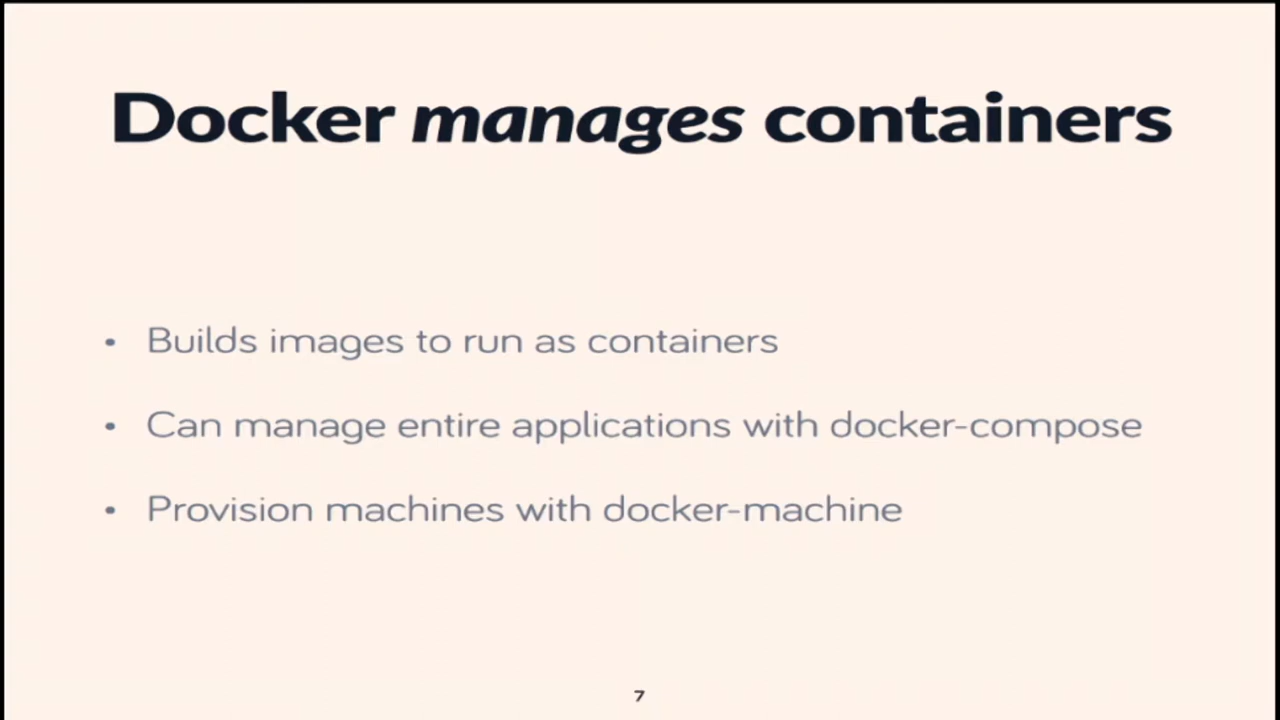 Docker manages containers
• Builds images to run as containers
• Can manage entire applications with docker-compose
• Provision machines with docker-machine
7